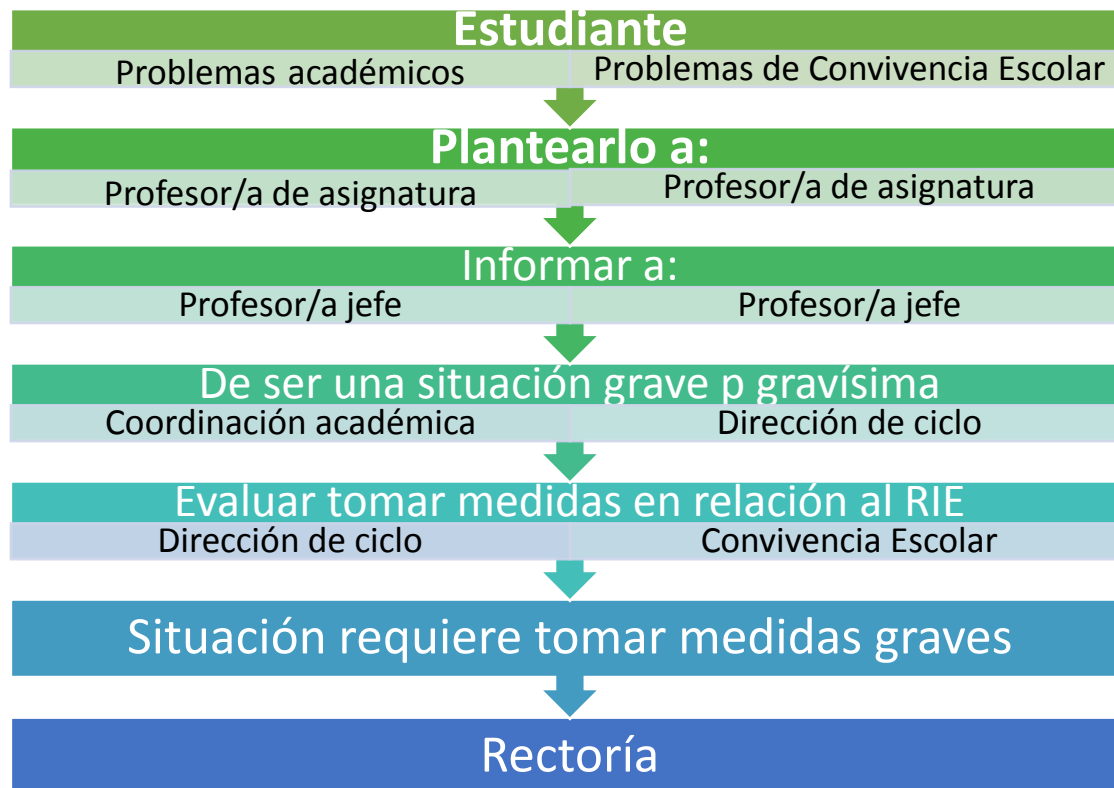 Estudiante
Problemas académicos
Problemas de Convivencia Escolar
Plantearlo a:
Profesor/a de asignatura
Profesor/a de asignatura
Informar a:
Profesor/a jefe
Profesor/a jefe
De ser una situación grave p gravísima
Coordinación académica
Dirección de ciclo
Evaluar tomar medidas en relación al RIE
Dirección de ciclo
Convivencia Escolar
Situación requiere tomar medidas graves
Rectoría